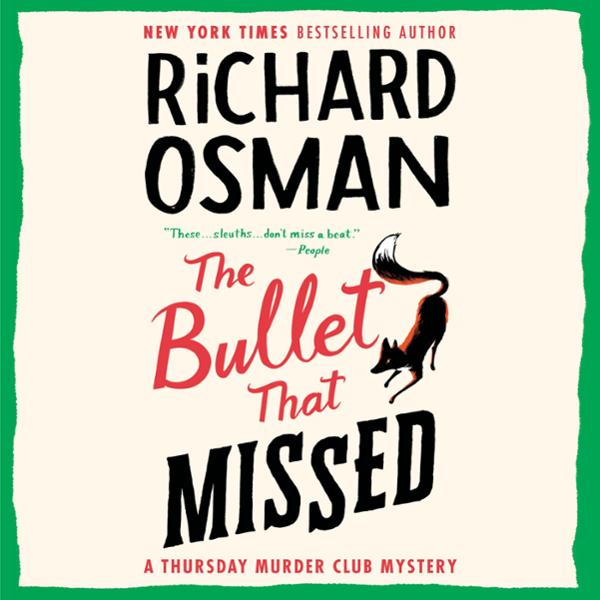 NEW YORK TIMES BESTSELLING AUTHOR
RiCHARD
OSMAN
"These...sleuths...don't miss a beat."
—People
The
Bullet
That
MISSED
A THURSDAY MURDER CLUB MYSTERY